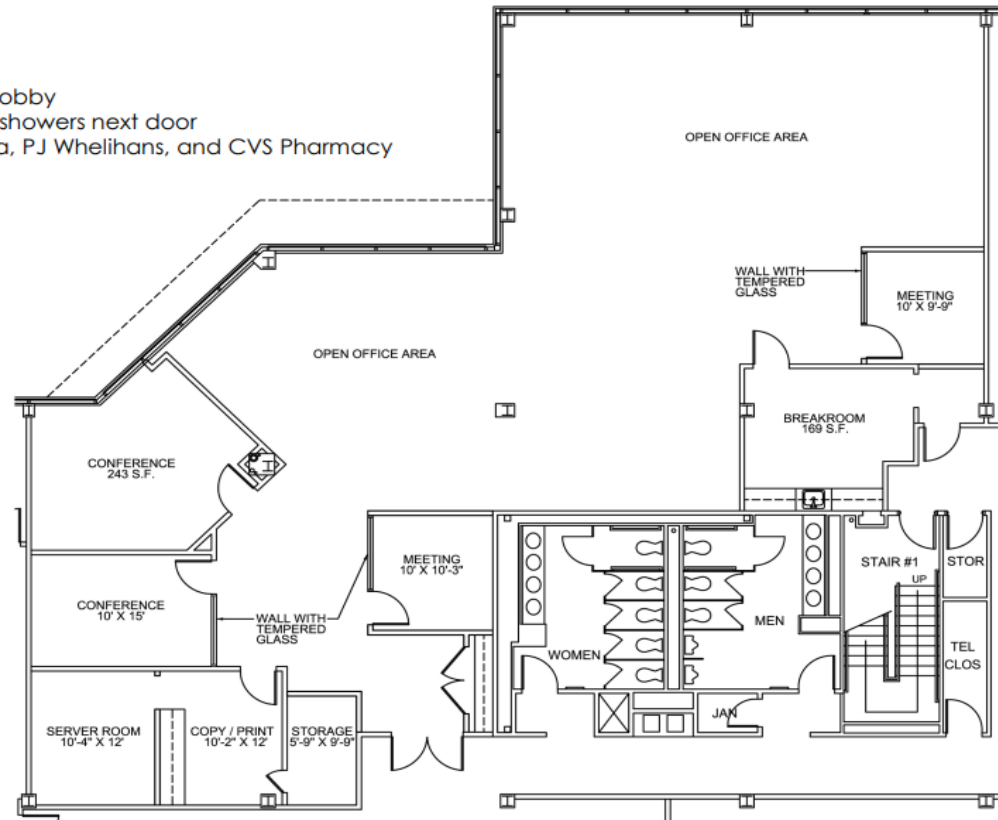 obby
showers next door
a, PJ Whelihans, and CVS Pharmacy
OPEN OFFICE AREA
WALL WITH
TEMPERED
GLASS
MEETING
10' X 9'-9"
OPEN OFFICE AREA
BREAKROOM
169 S.F.
CONFERENCE
243 S.F.
MEETING
10' X 10'-3"
STAIR #1
UP
STOR
CONFERENCE
10' X 15'
WALL WITH
TEMPERED
GLASS
MEN
WOMEN
TEL
CLOS
JAN
SERVER ROOM
10'-4" X 12'
COPY / PRINT
10'-2" X 12'
STORAGE
5'-9" X 9'-9"